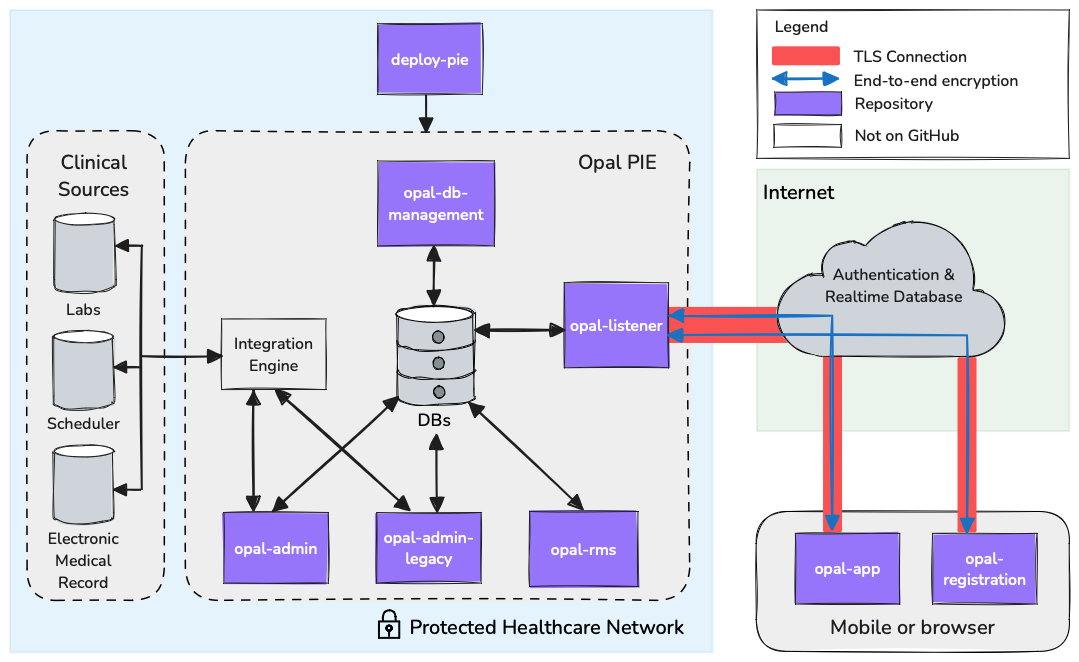 deploy-pie
Clinical
Sources
Labs
Scheduler
Electronic
Medical
Record
Opal PIE
opal-db-
management
Integration
Engine
DBs
opal-listener
opal-admin
opal-admin-
legacy
opal-rms
Protected Healthcare Network
Legend
TLS Connection
End-to-end encryption
Repository
Not on GitHub
Internet
Authentication &
Realtime Database
opal-app
opal-
registration
Mobile or browser